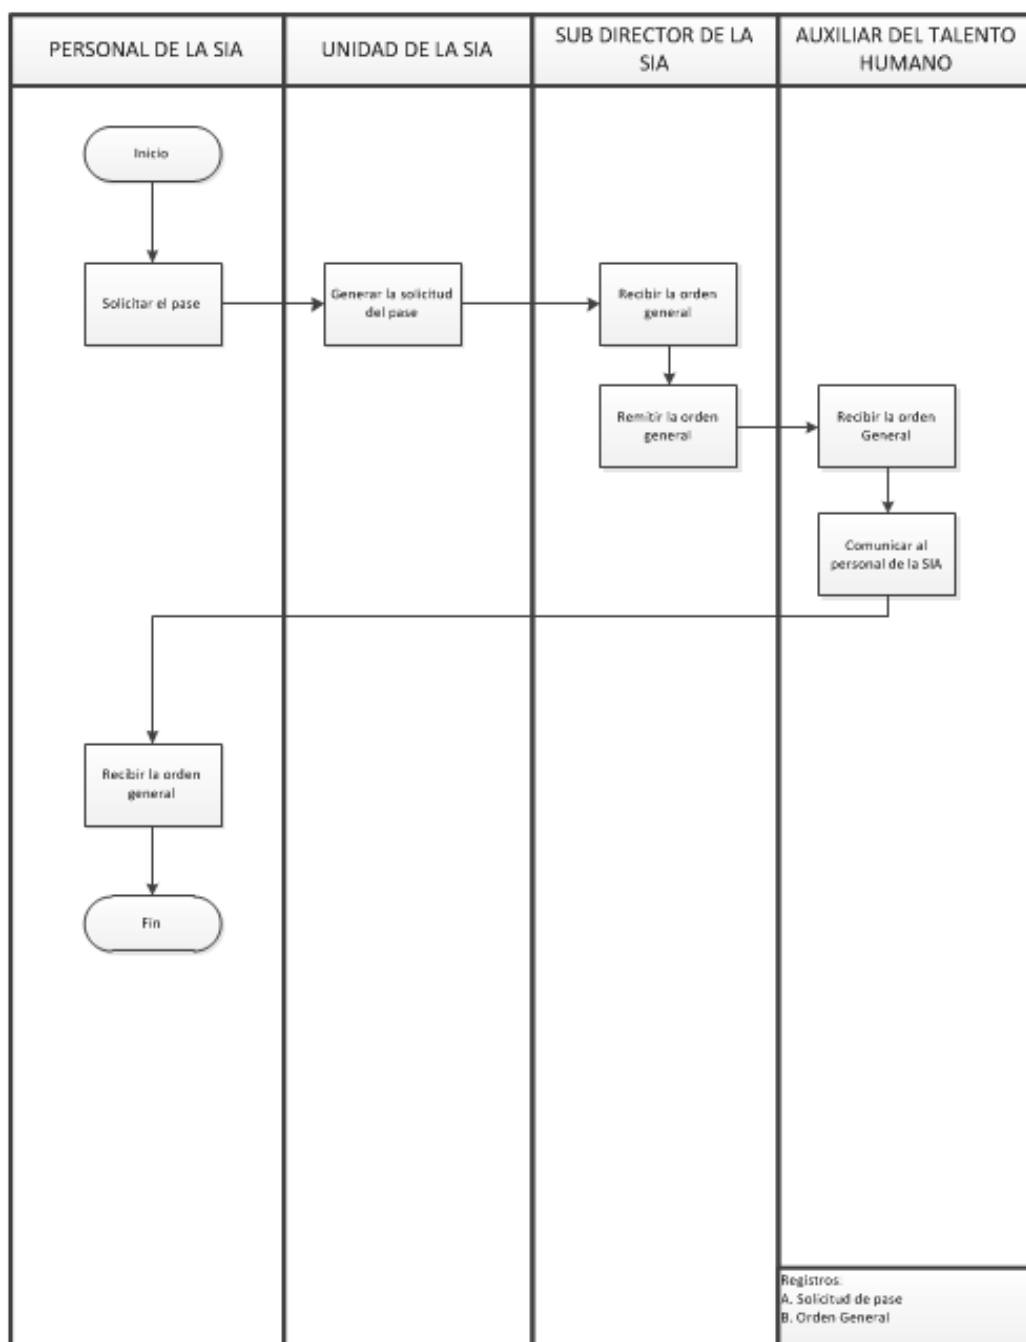 PERSONAL DE LA SIA
UNIDAD DE LA SIA
SUB DIRECTOR DE LA
SIA
AUXILIAR DEL TALENTO
HUMANO
Inicio
Solicitar el pase
Generar la solicitud
del pase
Recibir la orden
general
Remitir la orden
general
Recibir la orden
General
Comunicar al
personal de la SIA
Recibir la orden
general
Fin
Registros:
A. Solicitud de pase
B. Orden General